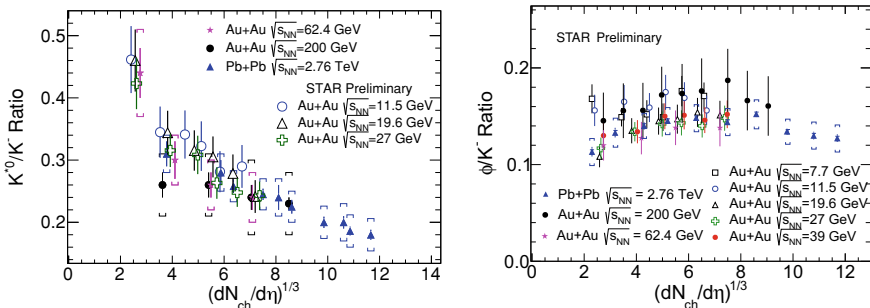 Au+Au √sNN=62.4 GeV
Au+Au √sNN=200 GeV
Pb+Pb √sNN=2.76 TeV
STAR Preliminary
Au+Au √sNN=11.5 GeV
Au+Au √sNN=19.6 GeV
Au+Au √sNN=27 GeV
K*0/K- Ratio
0.5
0.4
0.3
0.2
0 2 4 6 8 10 12 14
(dNch/dη)1/3
STAR Preliminary
ϕ/K- Ratio
0.2
0.1
0.0
Pb+Pb √sNN = 2.76 TeV
Au+Au √sNN = 200 GeV
Au+Au √sNN = 62.4 GeV
Au+Au √sNN=7.7 GeV
Au+Au √sNN=11.5 GeV
Au+Au √sNN=19.6 GeV
Au+Au √sNN=27 GeV
Au+Au √sNN=39 GeV
0 2 4 6 8 10 12
(dNch/dη)1/3